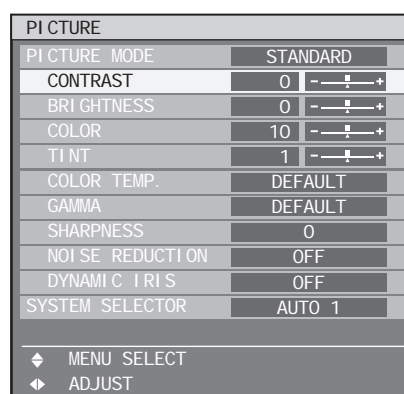 PICTURE
PICTURE MODE STANDARD
CONTRAST 0 - +
BRIGHTNESS 0 - +
COLOR 10 - +
TINT 1 - +
COLOR TEMP. DEFAULT
GAMMA DEFAULT
SHARPNESS 0
NOISE REDUCTION OFF
DYNAMIC IRIS OFF
SYSTEM SELECTOR AUTO 1
MENU SELECT
ADJUST